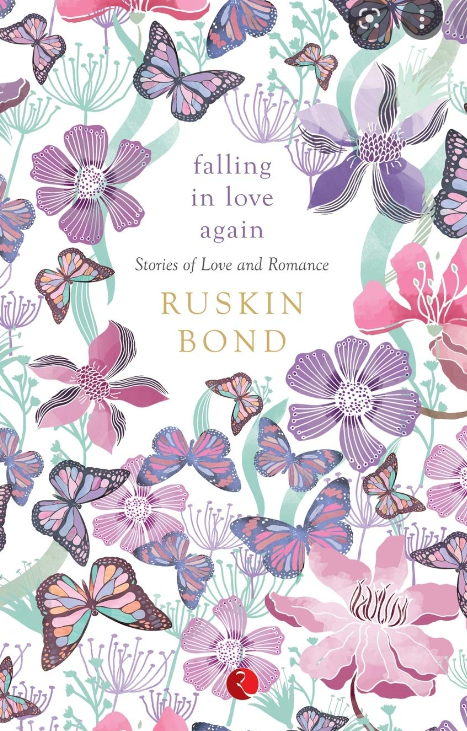 falling
in love
again
Stories of Love and Romance
RUSKIN
BOND